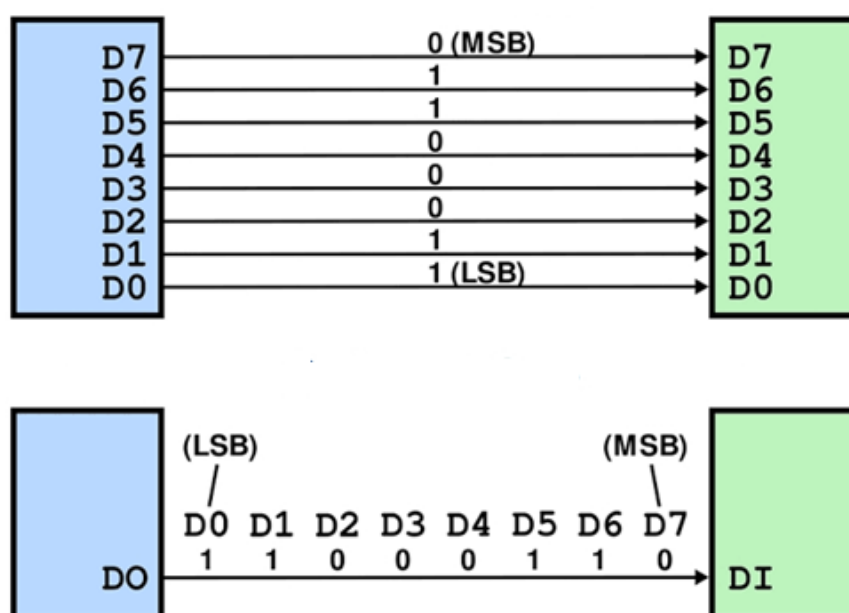 0 (MSB)
D7 D7
1
D6 D6
1
D5 D5
0
D4 D4
0
D3 D3
0
D2 D2
1
D1 D1
1 (LSB)
D0 D0
(LSB) (MSB)
D0 D1 D2 D3 D4 D5 D6 D7
1 1 0 0 0 1 1 0
DO DI